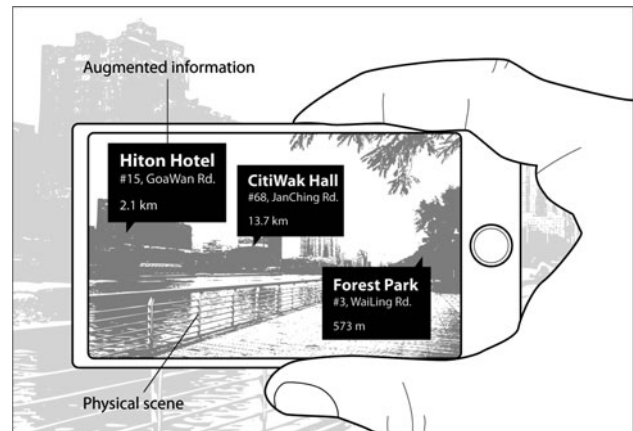 Augmented information
Hiton Hotel
#15, GoaWan Rd.
2.1 km
CitiWak Hall
#68, JanChing Rd.
13.7 km
Forest Park
#3, WaiLing Rd.
573 m
Physical scene